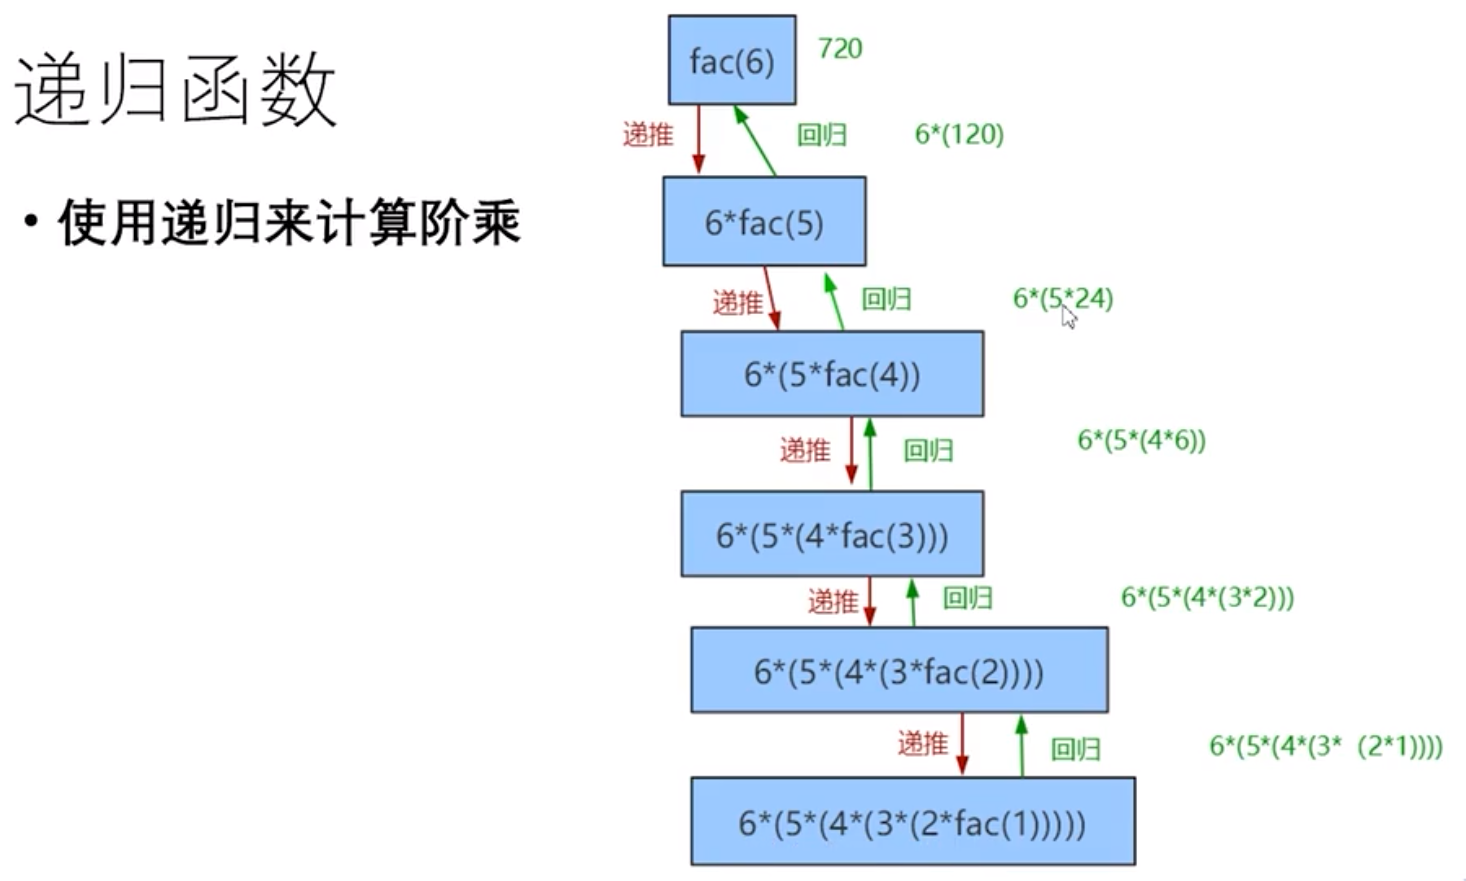 递归函数
• 使用递归来计算阶乘
fac(6)
720
递推
回归
6*(120)
6*fac(5)
递推
回归
6*(5*24)
6*(5*fac(4))
递推
回归
6*(5*(4*6))
6*(5*(4*fac(3)))
递推
回归
6*(5*(4*(3*2)))
6*(5*(4*(3*fac(2))))
递推
回归
6*(5*(4*(3*（2*1))))
6*(5*(4*(3*(2*fac(1)))))